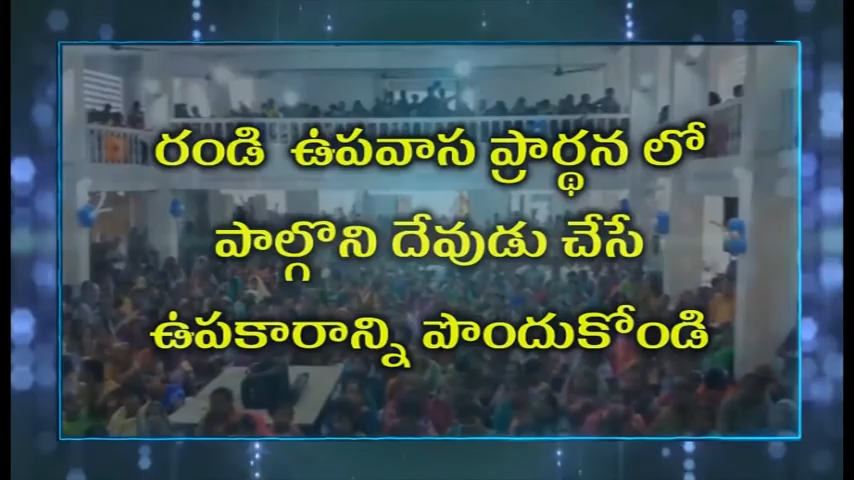 రండి ఉపవాస ప్రార్థన లో
పాల్గొని దేవుడు చేసే
ఉపకారాన్ని పొందుకోండి